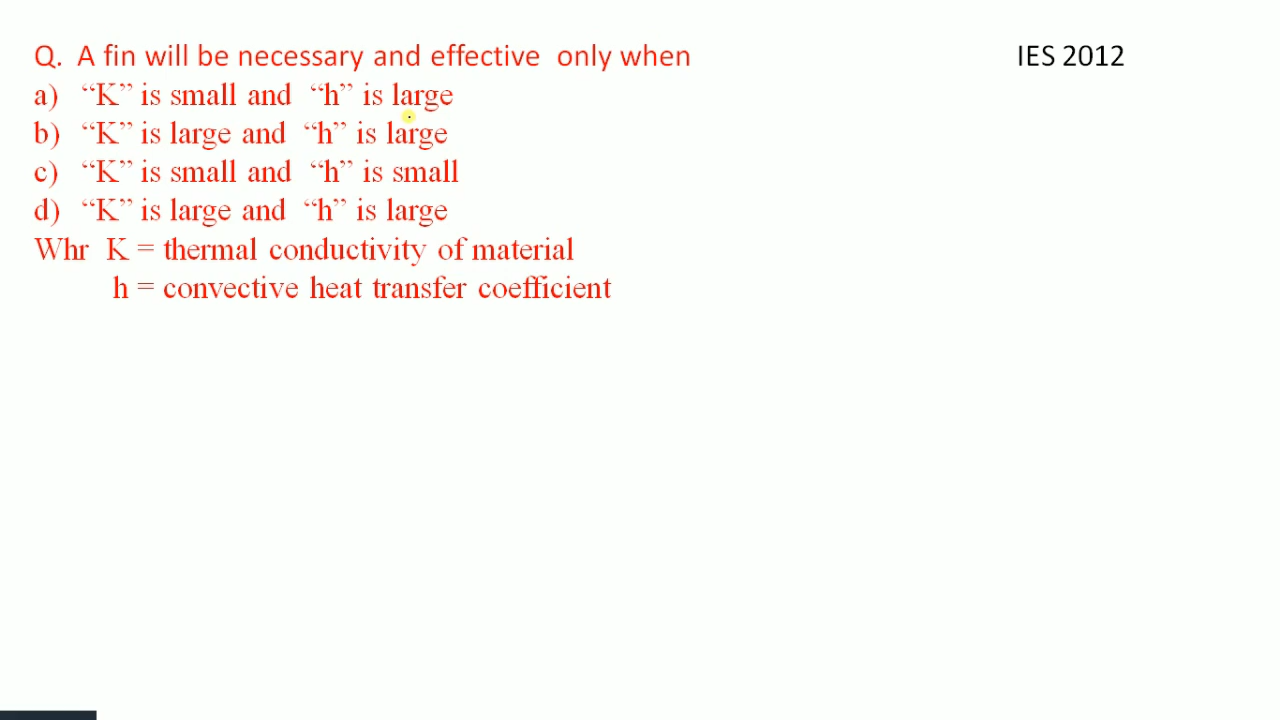 Q. A fin will be necessary and effective only when IES 2012
a) “K” is small and “h” is large
b) “K” is large and “h” is large
c) “K” is small and “h” is small
d) “K” is large and “h” is large
Whr K = thermal conductivity of material
h = convective heat transfer coefficient